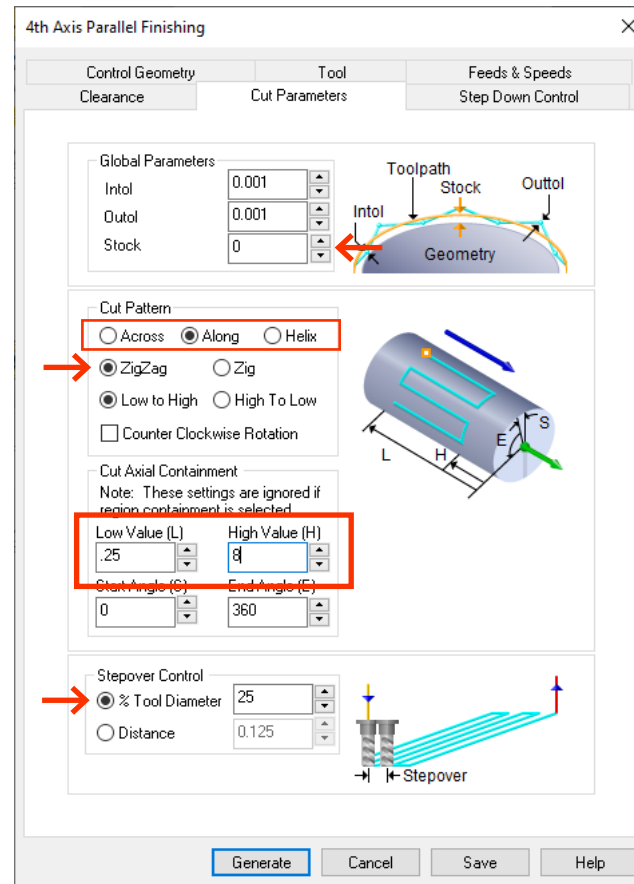 4th Axis Parallel Finishing
Control Geometry Tool Feeds & Speeds
Clearance Cut Parameters Step Down Control
Global Parameters
Intol 0.001
Outol 0.001
Stock 0
Toolpath
Stock
Outtol
Intol
Geometry
Cut Pattern
Across Along Helix
ZigZag Zig
Low to High High To Low
Counter Clockwise Rotation
S
E
L H
Cut Axial Containment
Note: These settings are ignored if
region containment is selected
Low Value (L) High Value (H)
.25 8
Start Angle (S) End Angle (E)
0 360
Stepover Control
% Tool Diameter 25
Distance 0.125
Stepover
Generate Cancel Save Help